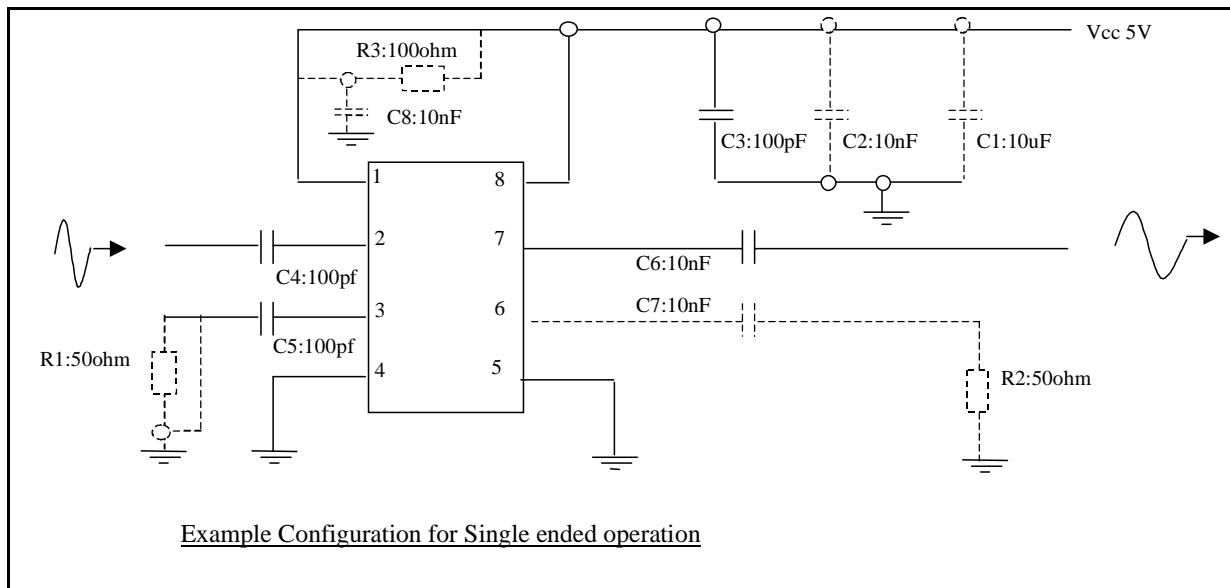 Vcc 5V
R3:100ohm
C8:10nF
C3:100pF
C2:10nF
C1:10uF
1
8
2
7
C4:100pf
C6:10nF
3
6
C7:10nF
C5:100pf
R1:50ohm
4
5
R2:50ohm
Example Configuration for Single ended operation